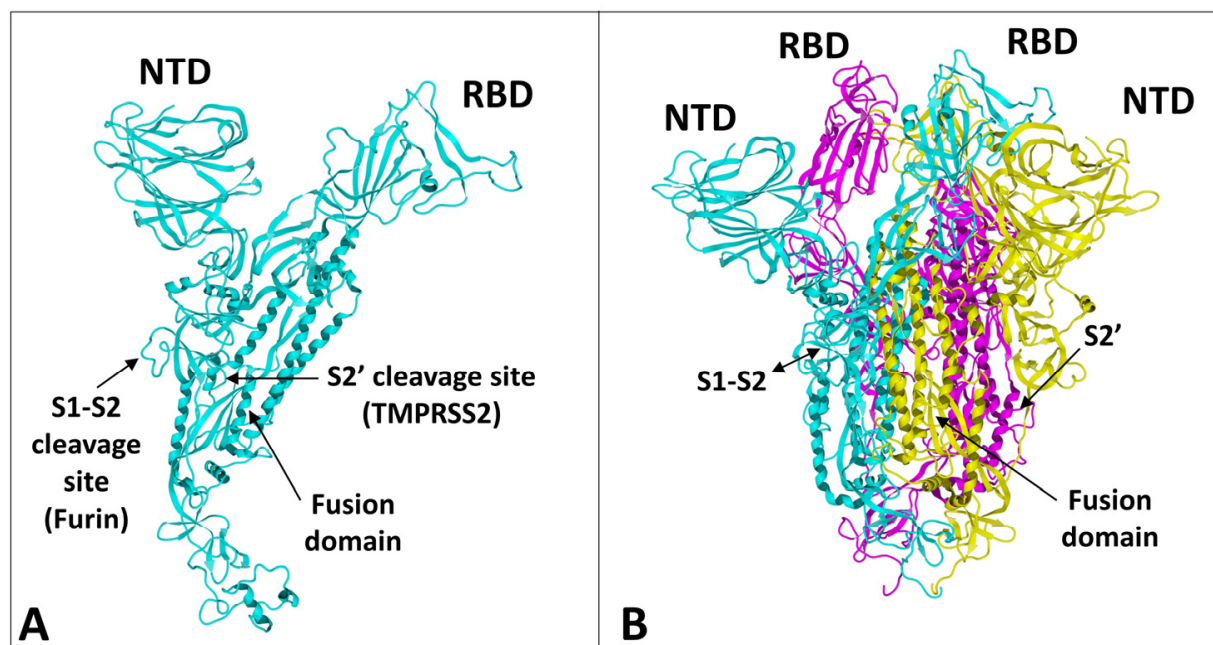 NTD
RBD
S1-S2
cleavage
site
(Furin)
S2’ cleavage site
(TMPRSS2)
Fusion
domain
A
RBD
RBD
NTD
NTD
S1-S2
S2’
Fusion
domain
B